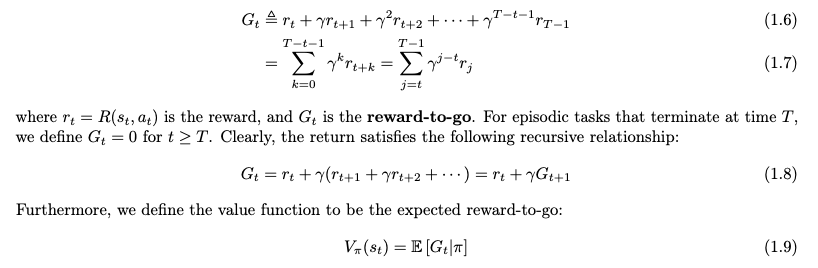 G_t ≜ r_t + γr_{t+1} + γ^2 r_{t+2} + ··· + γ^{T−t−1} r_{T−1} (1.6)
= ∑_{k=0}^{T−t−1} γ^k r_{t+k} = ∑_{j=t}^{T−1} γ^{j−t} r_j (1.7)
where r_t = R(s_t, a_t) is the reward, and G_t is the reward-to-go. For episodic tasks that terminate at time T,
we define G_t = 0 for t ≥ T. Clearly, the return satisfies the following recursive relationship:
G_t = r_t + γ(r_{t+1} + γr_{t+2} + ···) = r_t + γG_{t+1} (1.8)
Furthermore, we define the value function to be the expected reward-to-go:
V_π(s_t) = 𝔼 [G_t|π] (1.9)